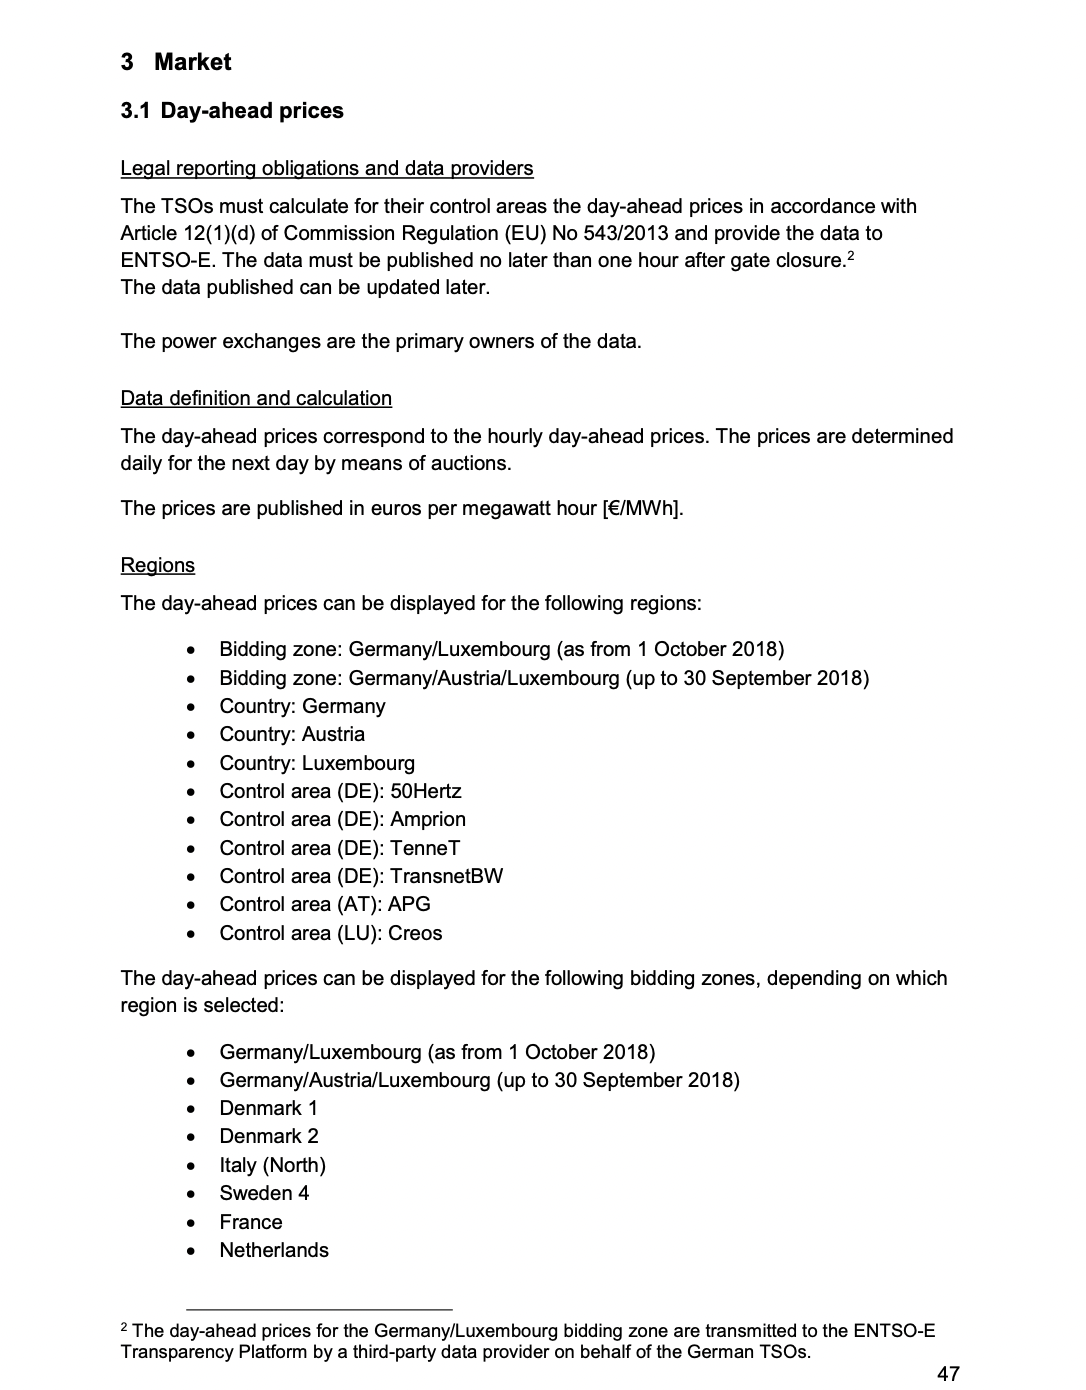 3 Market
3.1 Day-ahead prices
Legal reporting obligations and data providers
The TSOs must calculate for their control areas the day-ahead prices in accordance with
Article 12(1)(d) of Commission Regulation (EU) No 543/2013 and provide the data to
ENTSO-E. The data must be published no later than one hour after gate closure.²
The data published can be updated later.
The power exchanges are the primary owners of the data.
Data definition and calculation
The day-ahead prices correspond to the hourly day-ahead prices. The prices are determined
daily for the next day by means of auctions.
The prices are published in euros per megawatt hour [€/MWh].
Regions
The day-ahead prices can be displayed for the following regions:
• Bidding zone: Germany/Luxembourg (as from 1 October 2018)
• Bidding zone: Germany/Austria/Luxembourg (up to 30 September 2018)
• Country: Germany
• Country: Austria
• Country: Luxembourg
• Control area (DE): 50Hertz
• Control area (DE): Amprion
• Control area (DE): TenneT
• Control area (DE): TransnetBW
• Control area (AT): APG
• Control area (LU): Creos
The day-ahead prices can be displayed for the following bidding zones, depending on which
region is selected:
• Germany/Luxembourg (as from 1 October 2018)
• Germany/Austria/Luxembourg (up to 30 September 2018)
• Denmark 1
• Denmark 2
• Italy (North)
• Sweden 4
• France
• Netherlands
² The day-ahead prices for the Germany/Luxembourg bidding zone are transmitted to the ENTSO-E
Transparency Platform by a third-party data provider on behalf of the German TSOs.
47